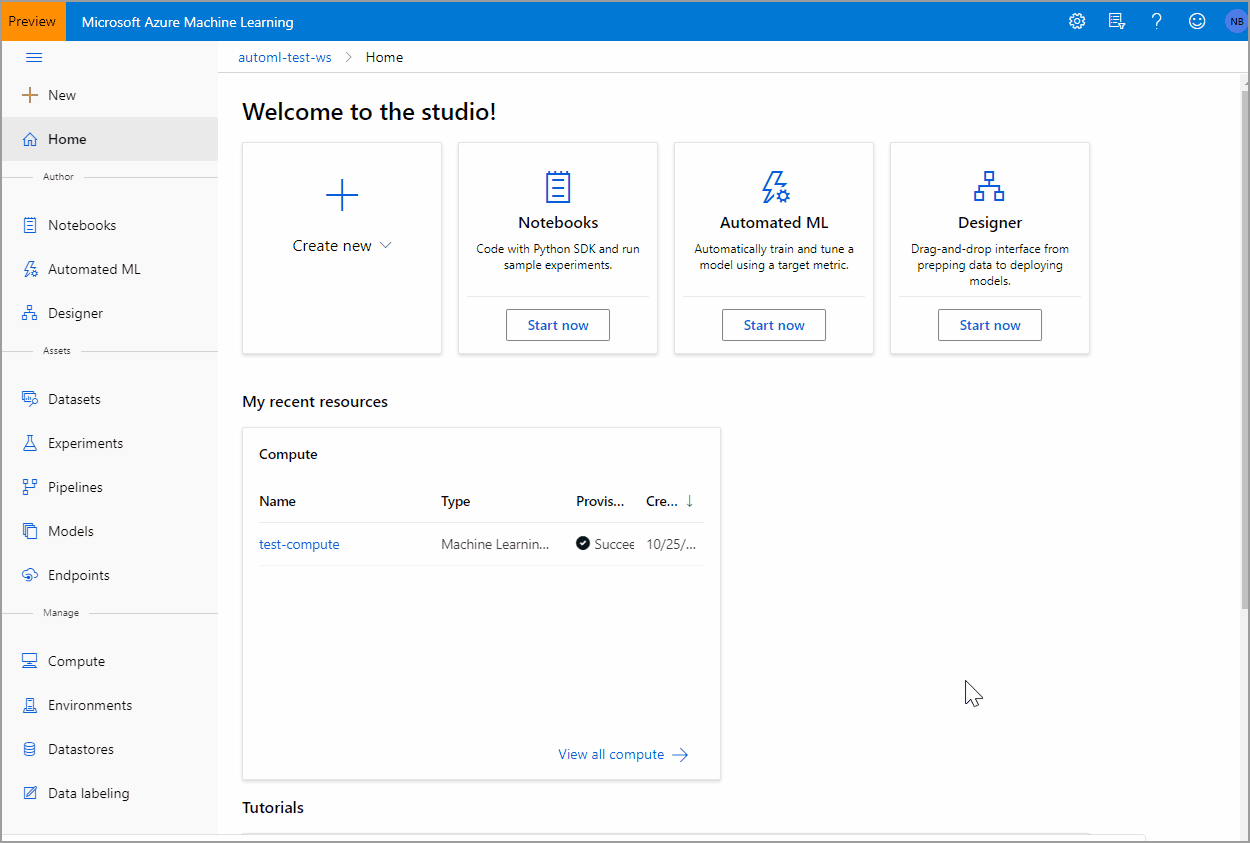 Preview
Microsoft Azure Machine Learning
?
NB
automl-test-ws > Home
New
Home
Author
Notebooks
Automated ML
Designer
Assets
Datasets
Experiments
Pipelines
Models
Endpoints
Manage
Compute
Environments
Datastores
Data labeling
Welcome to the studio!
Create new
Notebooks
Code with Python SDK and run
sample experiments.
Start now
Automated ML
Automatically train and tune a
model using a target metric.
Start now
Designer
Drag-and-drop interface from
prepping data to deploying
models.
Start now
My recent resources
Compute
Name Type Provis... Cre... ↓
test-compute Machine Learnin... Succee 10/25/...
View all compute →
Tutorials